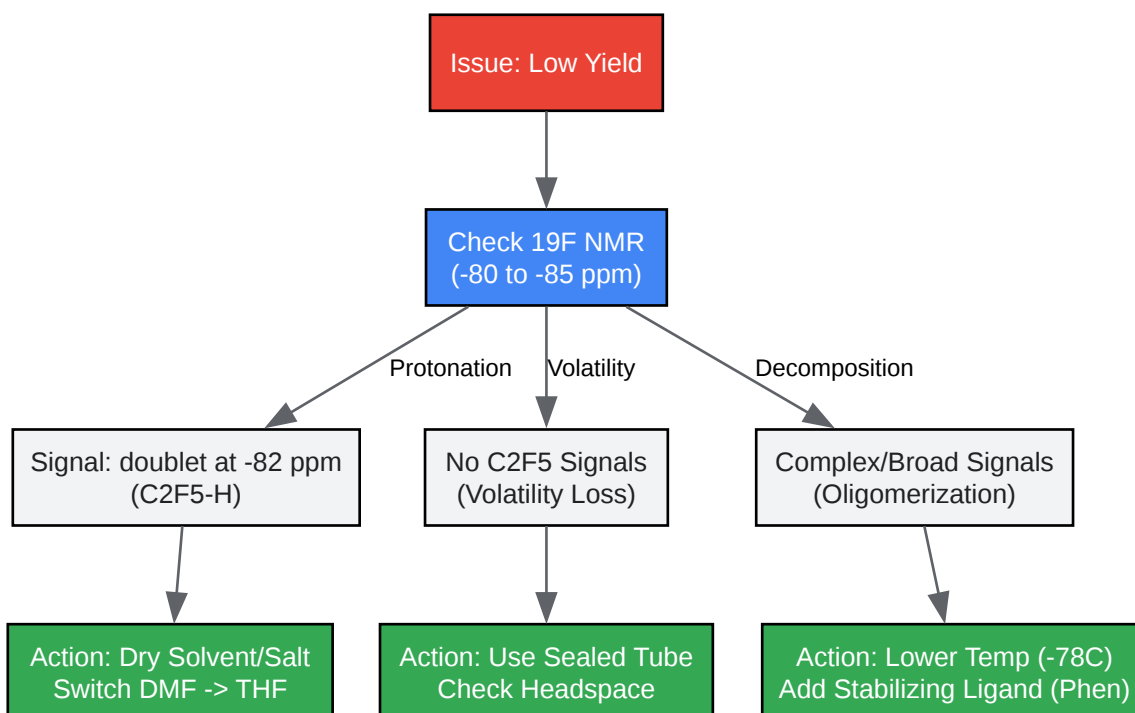 Issue: Low Yield
Check 19F NMR
(-80 to -85 ppm)
Protonation
Volatility
Decomposition
Signal: doublet at -82 ppm
(C2F5-H)
No C2F5 Signals
(Volatility Loss)
Complex/Broad Signals
(Oligomerization)
Action: Dry Solvent/Salt
Switch DMF -> THF
Action: Use Sealed Tube
Check Headspace
Action: Lower Temp (-78C)
Add Stabilizing Ligand (Phen)